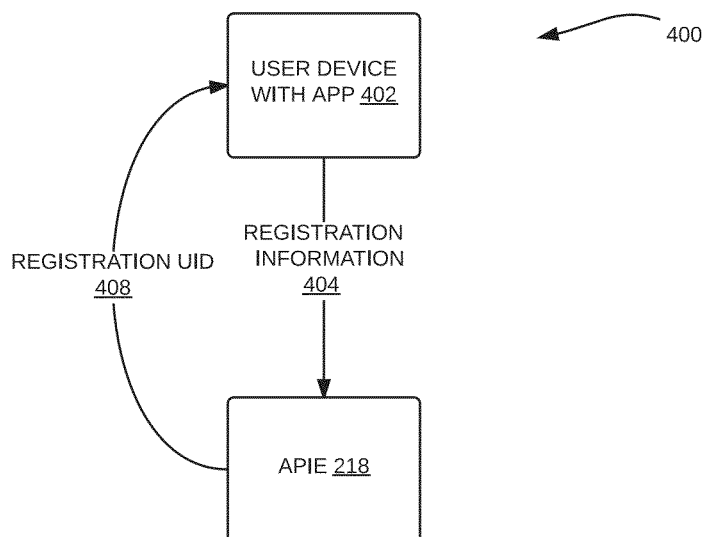 400
USER DEVICE
WITH APP 402
REGISTRATION
INFORMATION
404
REGISTRATION UID
408
APIE 218